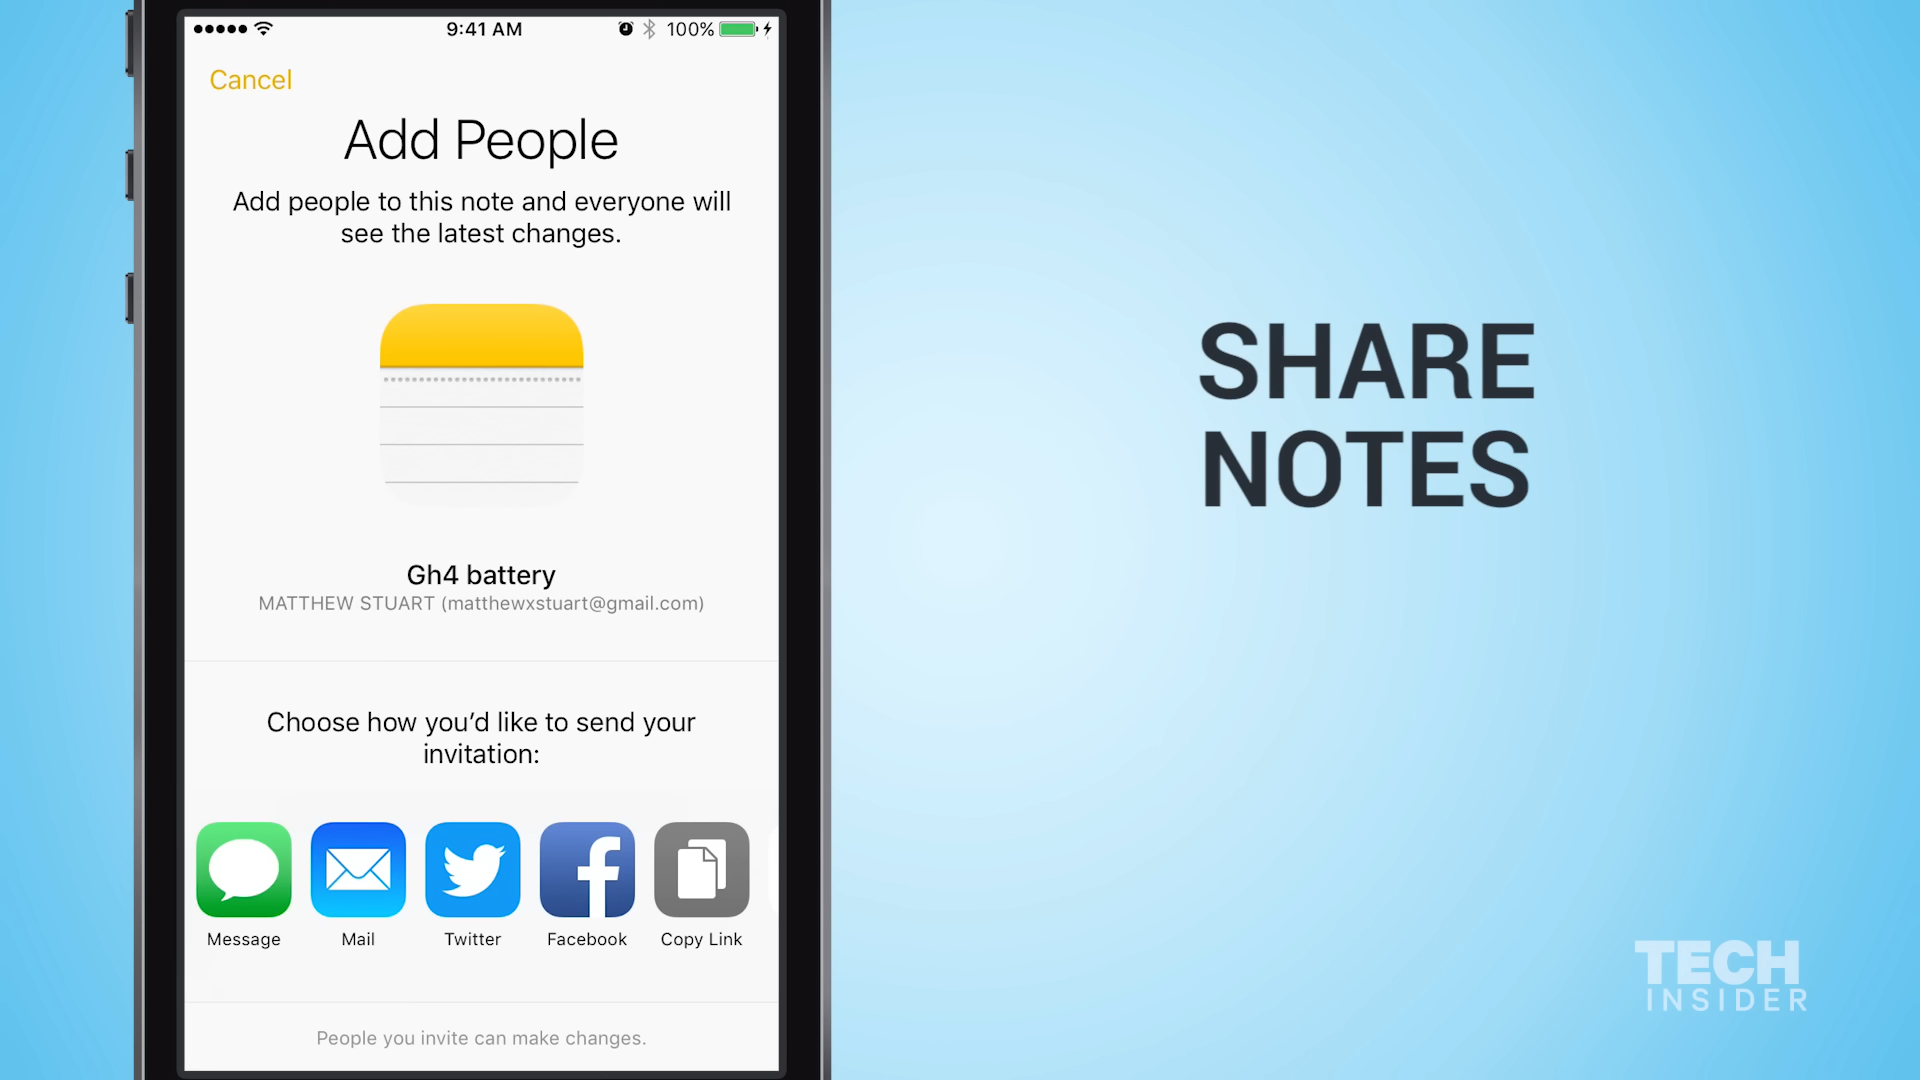 9:41 AM
100%
Cancel
Add People
Add people to this note and everyone will
see the latest changes.
Gh4 battery
MATTHEW STUART (matthewxstuart@gmail.com)
Choose how you’d like to send your
invitation:
Message
Mail
Twitter
Facebook
Copy Link
People you invite can make changes.
SHARE
NOTES
TECH
INSIDER